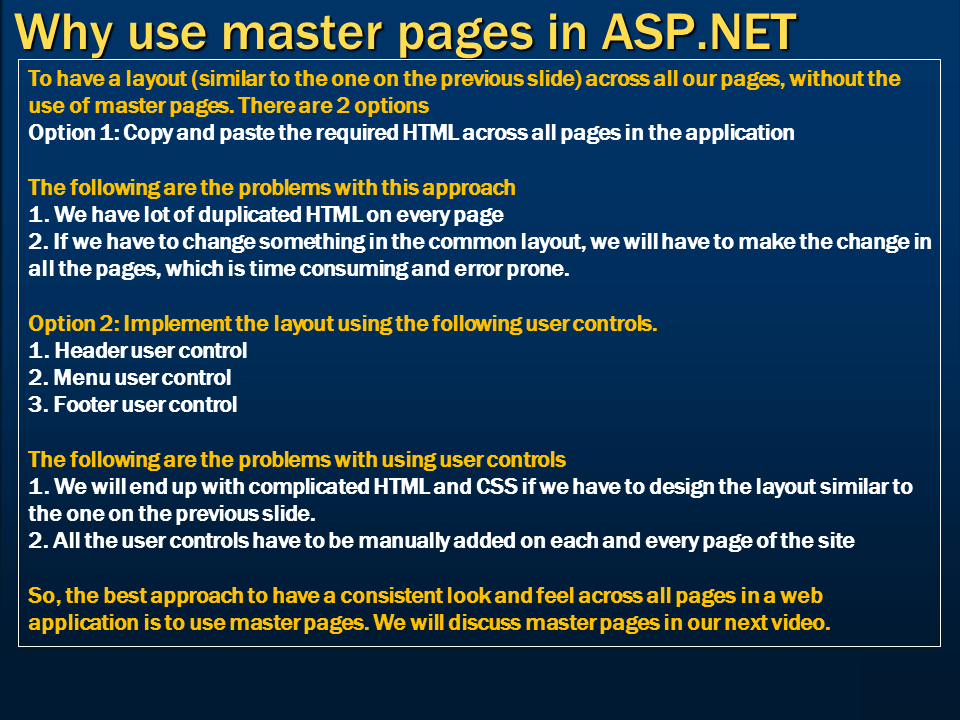 Why use master pages in ASP.NET
To have a layout (similar to the one on the previous slide) across all our pages, without the
use of master pages. There are 2 options
Option 1: Copy and paste the required HTML across all pages in the application
The following are the problems with this approach
1. We have lot of duplicated HTML on every page
2. If we have to change something in the common layout, we will have to make the change in
all the pages, which is time consuming and error prone.
Option 2: Implement the layout using the following user controls.
1. Header user control
2. Menu user control
3. Footer user control
The following are the problems with using user controls
1. We will end up with complicated HTML and CSS if we have to design the layout similar to
the one on the previous slide.
2. All the user controls have to be manually added on each and every page of the site
So, the best approach to have a consistent look and feel across all pages in a web
application is to use master pages. We will discuss master pages in our next video.